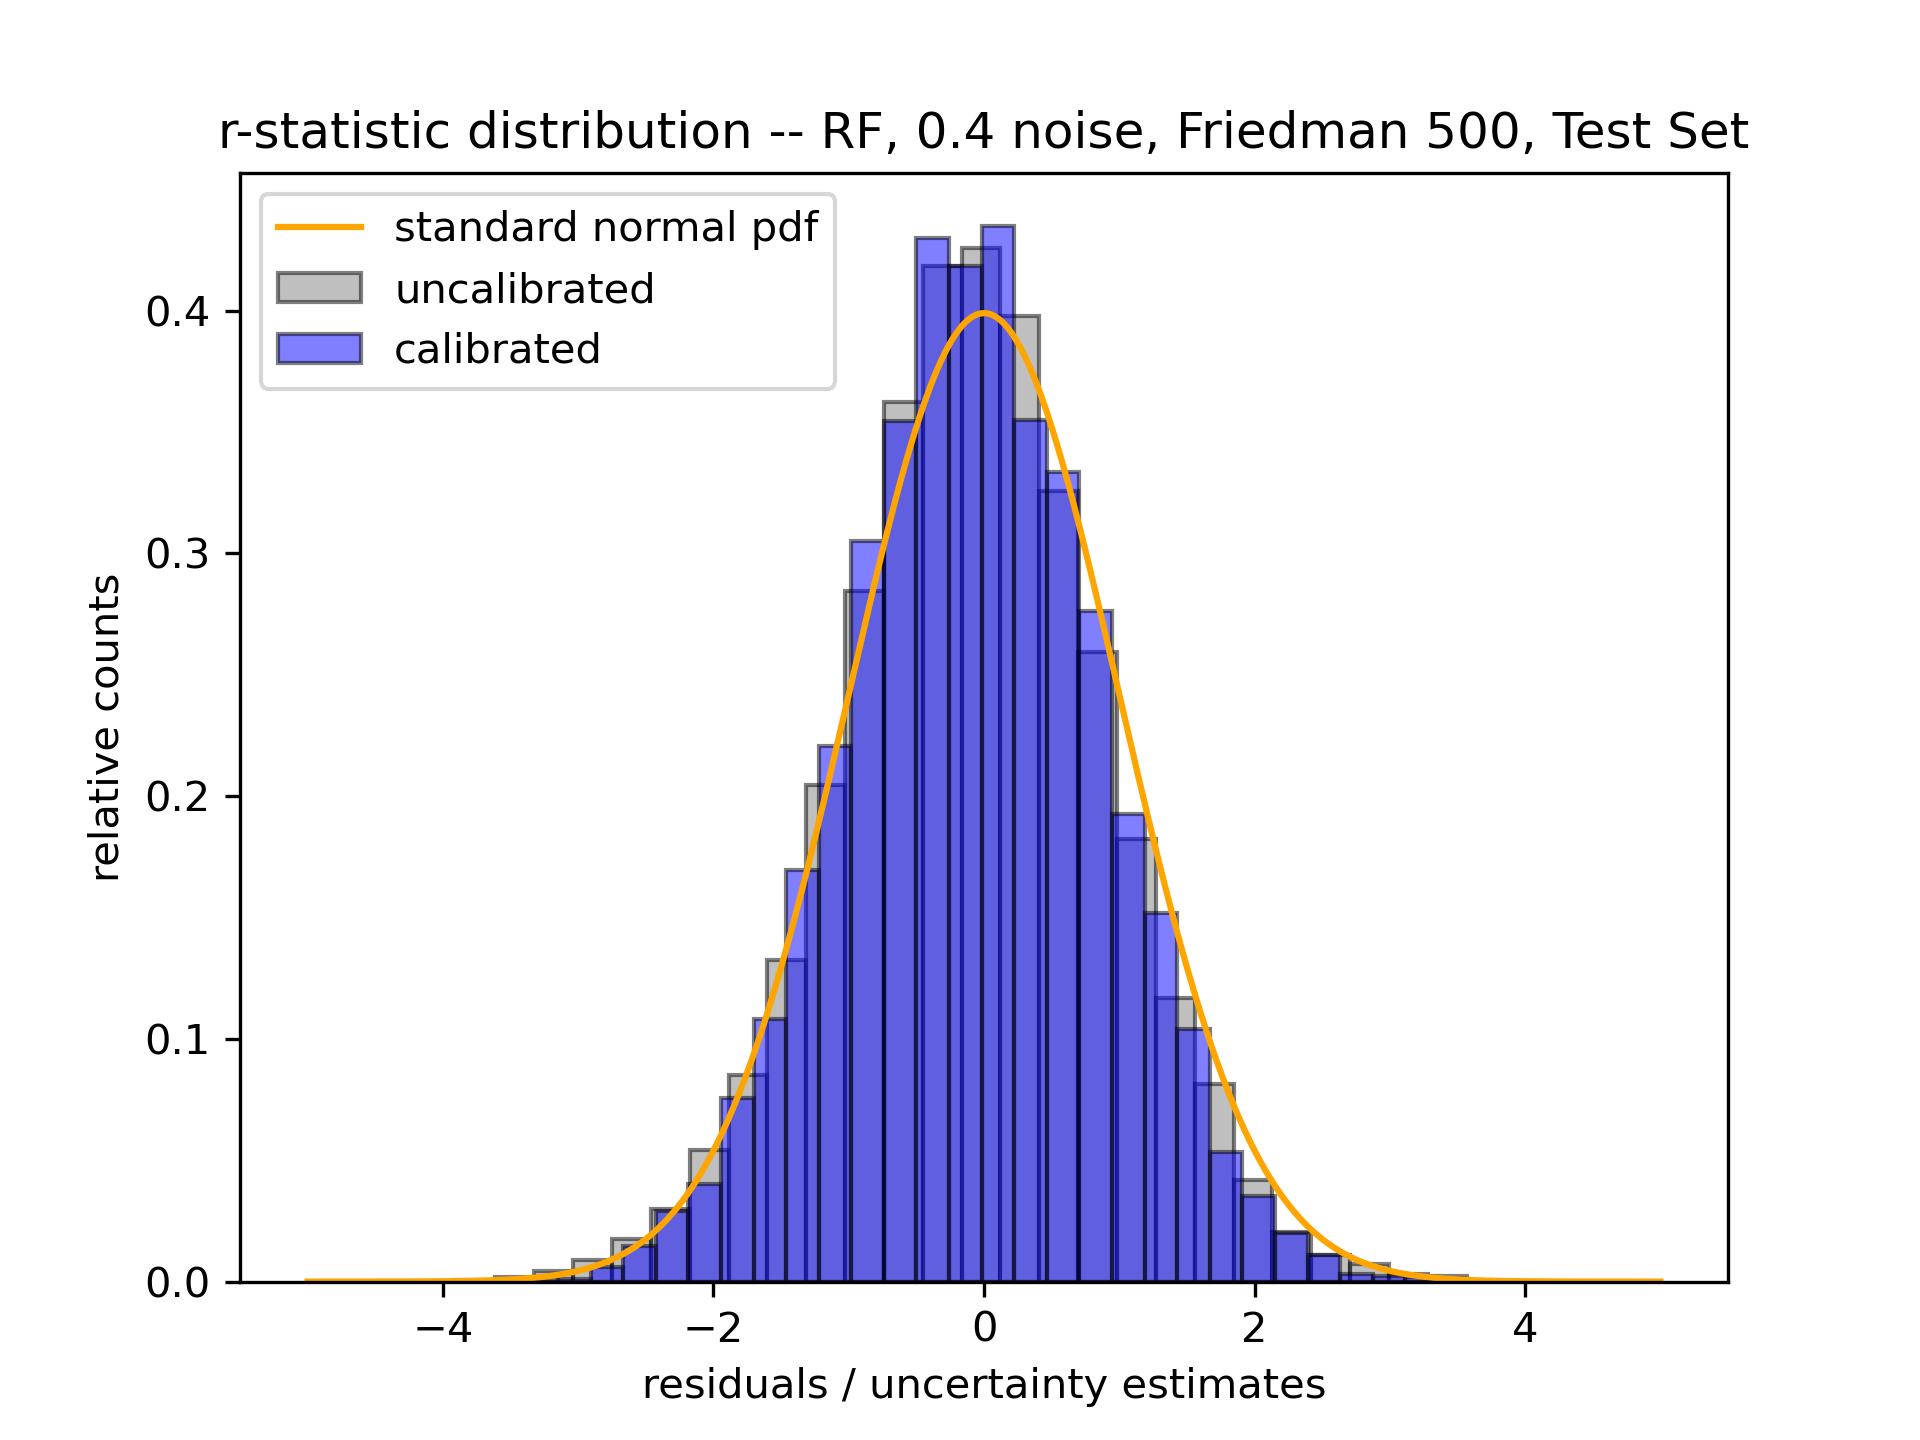 r-statistic distribution -- RF, 0.4 noise, Friedman 500, Test Set
standard normal pdf
uncalibrated
calibrated
0.4
0.3
0.2
0.1
0.0
relative counts
−4 −2 0 2 4
residuals / uncertainty estimates